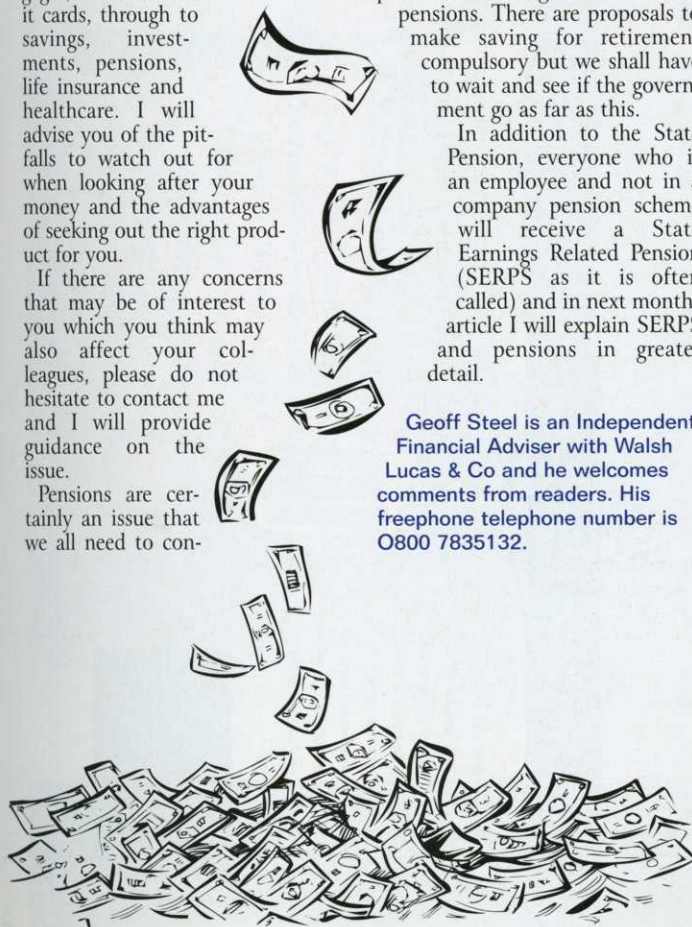 it cards, through to
savings, invest-
ments, pensions,
life insurance and
healthcare. I will
advise you of the pit-
falls to watch out for
when looking after your
money and the advantages
of seeking out the right prod-
uct for you.
If there are any concerns
that may be of interest to
you which you think may
also affect your col-
leagues, please do not
hesitate to contact me
and I will provide
guidance on the
issue.
Pensions are cer-
tainly an issue that
we all need to con-
pensions. There are proposals to
make saving for retirement
compulsory but we shall have
to wait and see if the govern
ment go as far as this.
In addition to the State
Pension, everyone who i
an employee and not in
company pension scheme
will receive a State
Earnings Related Pension
(SERPS as it is often
called) and in next month
article I will explain SERPS
and pensions in greater
detail.
Geoff Steel is an Independent
Financial Adviser with Walsh
Lucas & Co and he welcomes
comments from readers. His
freephone telephone number is
O800 7835132.